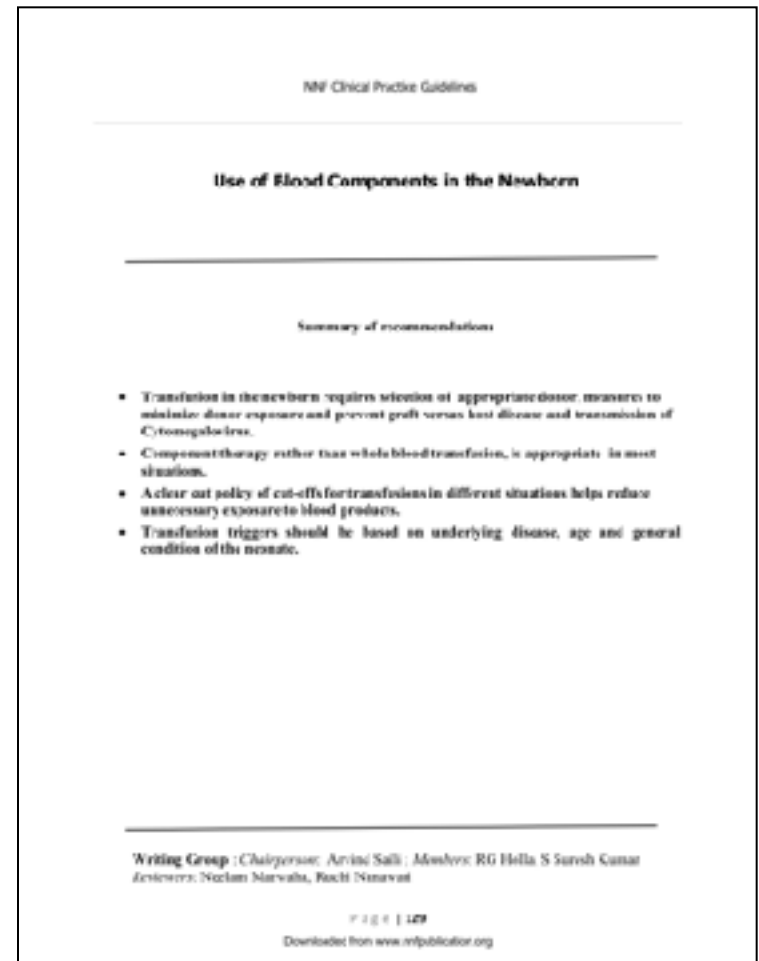 NNF Clinical Practice Guidelines
Use of Blood Components in the Newborn
Summary of recommendations
• Transfusion in the newborn requires selection of appropriate donor, measures to
minimize donor exposure and prevent graft versus host disease and transmission of
Cytomegalovirus.
• Component therapy rather than whole blood transfusion, is appropriate in most
situations.
• A clear cut policy of cut-offs for transfusions in different situations helps reduce
unnecessary exposure to blood products.
• Transfusion triggers should be based on underlying disease, age and general
condition of the neonate.
Writing Group : Chairperson: Arvind Saili ; Members: RG Holla, S Suresh Kumar
Reviewers: Neelam Marwaha, Ruchi Nanavati
Page | 129
Downloaded from www.nnfpublication.org